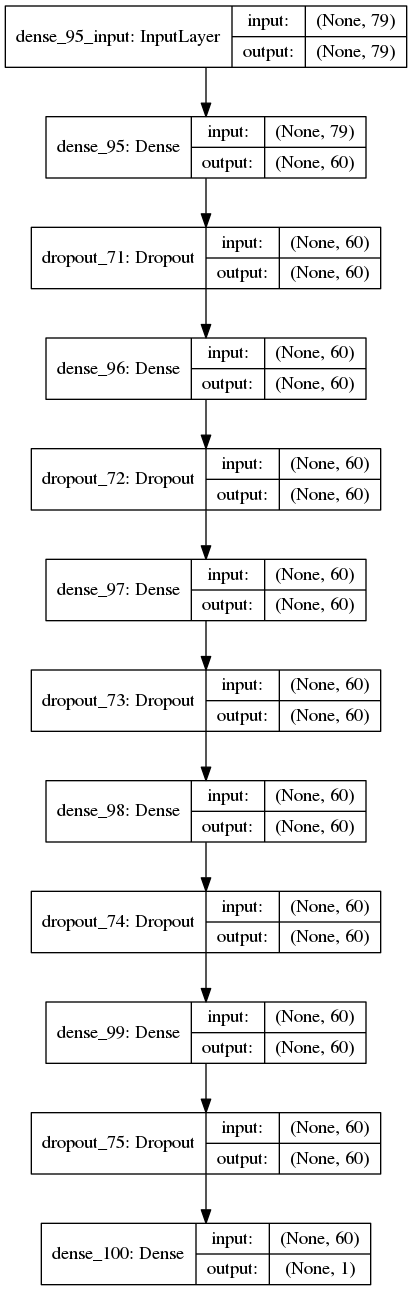 dense_95_input: InputLayer
input: (None, 79)
output: (None, 79)
dense_95: Dense
input: (None, 79)
output: (None, 60)
dropout_71: Dropout
input: (None, 60)
output: (None, 60)
dense_96: Dense
input: (None, 60)
output: (None, 60)
dropout_72: Dropout
input: (None, 60)
output: (None, 60)
dense_97: Dense
input: (None, 60)
output: (None, 60)
dropout_73: Dropout
input: (None, 60)
output: (None, 60)
dense_98: Dense
input: (None, 60)
output: (None, 60)
dropout_74: Dropout
input: (None, 60)
output: (None, 60)
dense_99: Dense
input: (None, 60)
output: (None, 60)
dropout_75: Dropout
input: (None, 60)
output: (None, 60)
dense_100: Dense
input: (None, 60)
output: (None, 1)